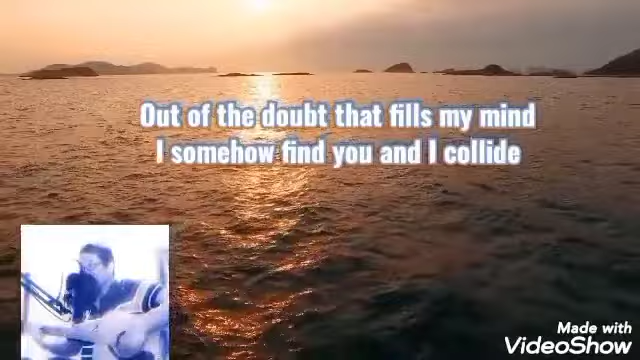 Out of the doubt that fills my mind
I somehow find you and I collide
Made with
VideoShow